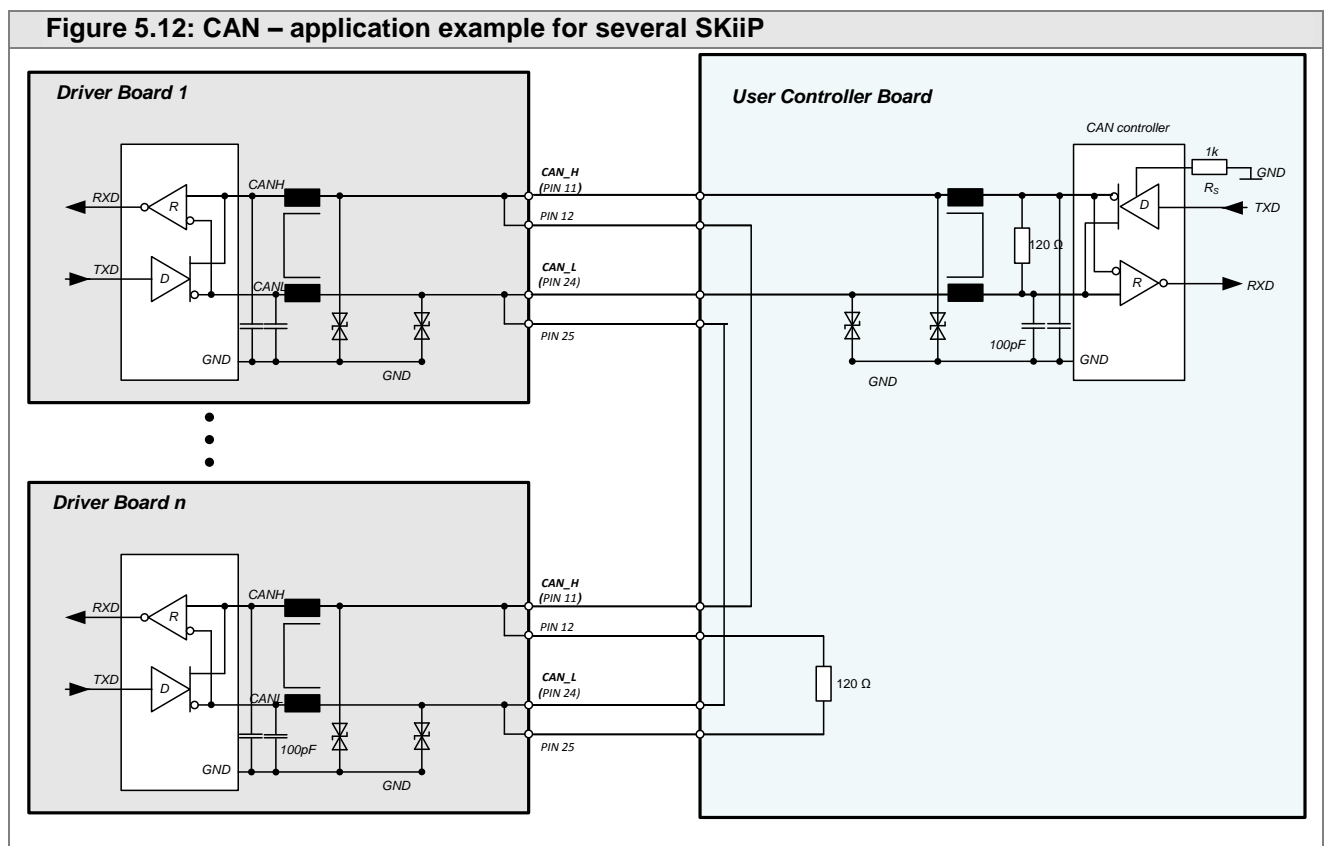 Figure 5.12: CAN – application example for several SKiiP
Driver Board 1
RXD
R
CANH
TXD
D
CANL
GND
GND
CAN_H
(PIN 11)
PIN 12
CAN_L
(PIN 24)
PIN 25
User Controller Board
CAN controller
1k
GND
RS
D
TXD
120 Ω
R
RXD
100pF
GND
GND
Driver Board n
RXD
R
CANH
TXD
D
CANL
100pF
GND
GND
CAN_H
(PIN 11)
PIN 12
CAN_L
(PIN 24)
PIN 25
120 Ω